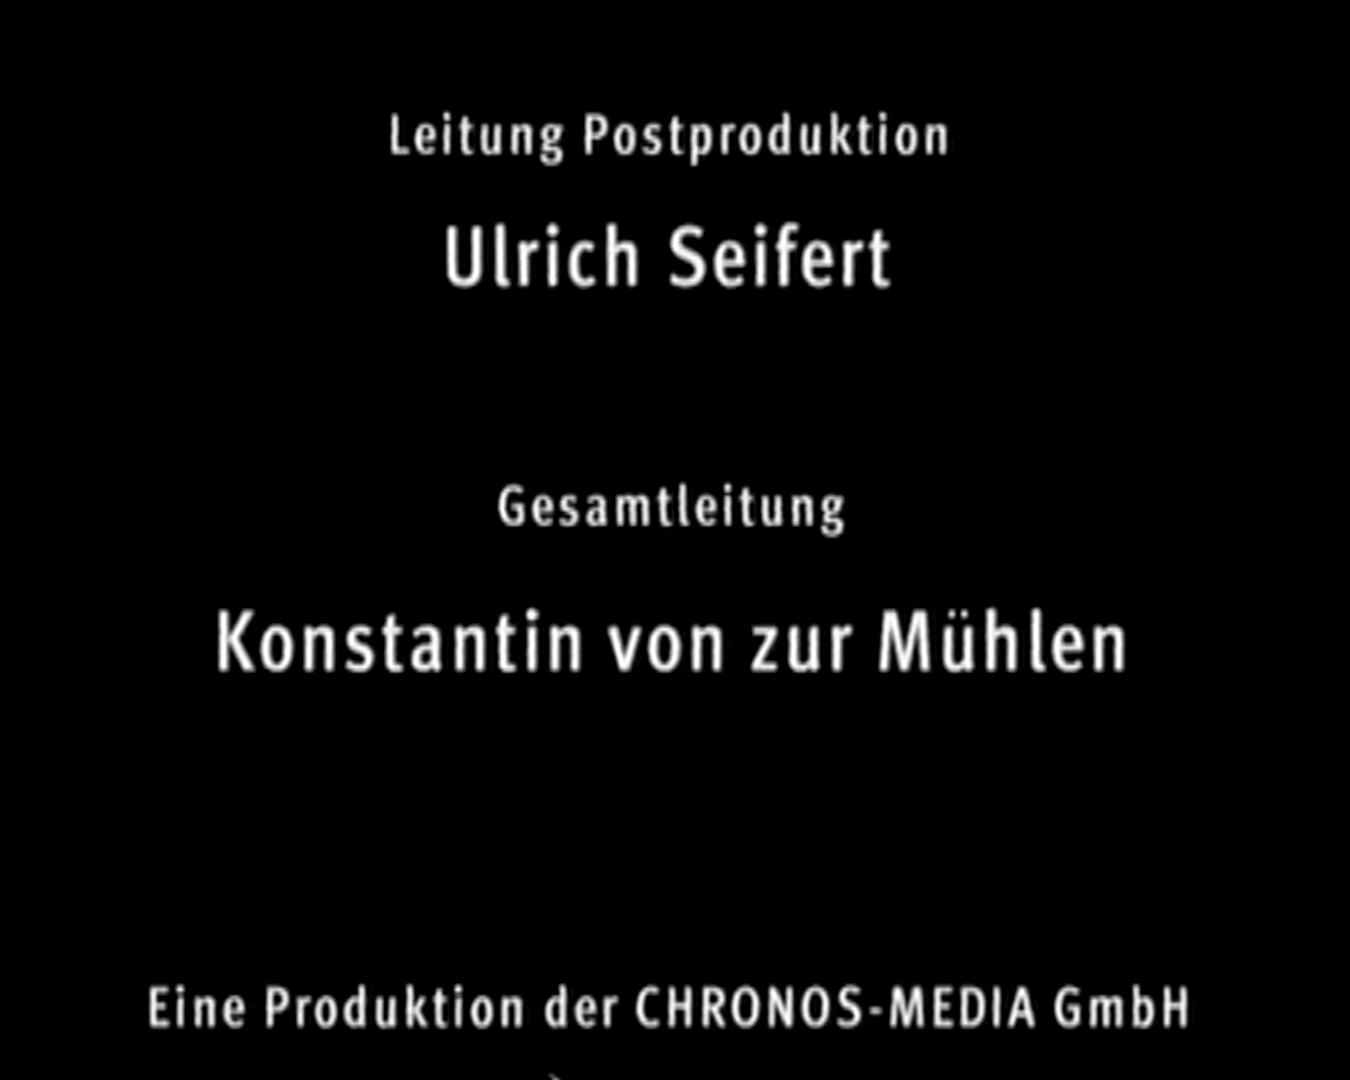 Leitung Postproduktion
Ulrich Seifert
Gesamtleitung
Konstantin von zur Mühlen
Eine Produktion der CHRONOS-MEDIA GmbH